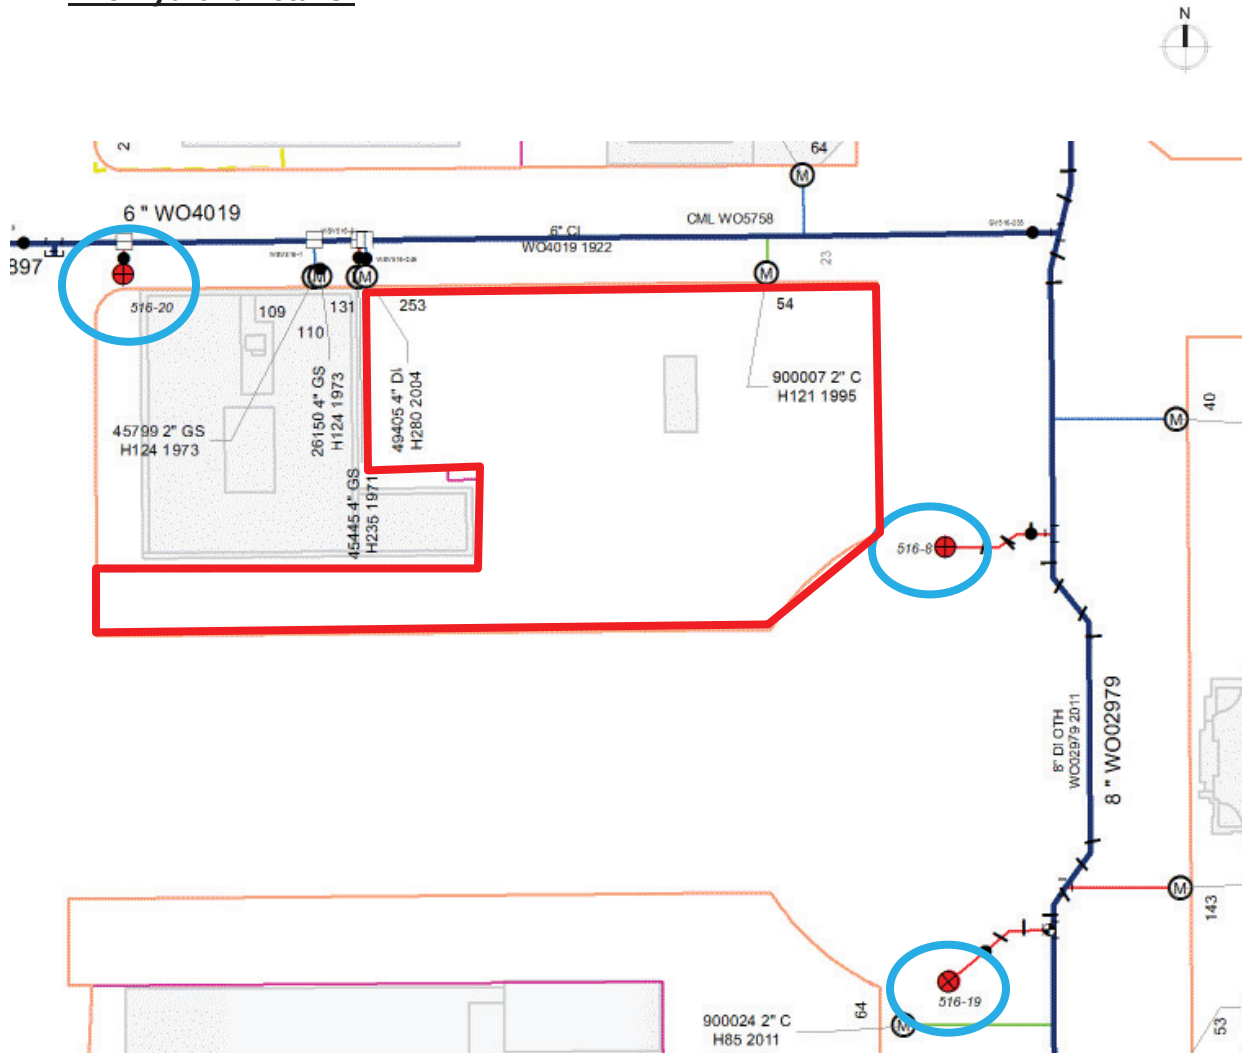 N
2
64
6 " WO4019
CML WO5758
6" CI
WO4019 1922
897
23
516-20
109
131
253
54
110
900007 2" C
H121 1995
26150 4" GS
H124 1973
49405 4" DI
H280 2004
45799 2" GS
H124 1973
45445 4" GS
H235 1971
40
516-8
8" DI OTH
WO02979 2011
8 " WO02979
143
516-19
64
900024 2" C
H85 2011
53
M
M
M
M
M
M
M
M